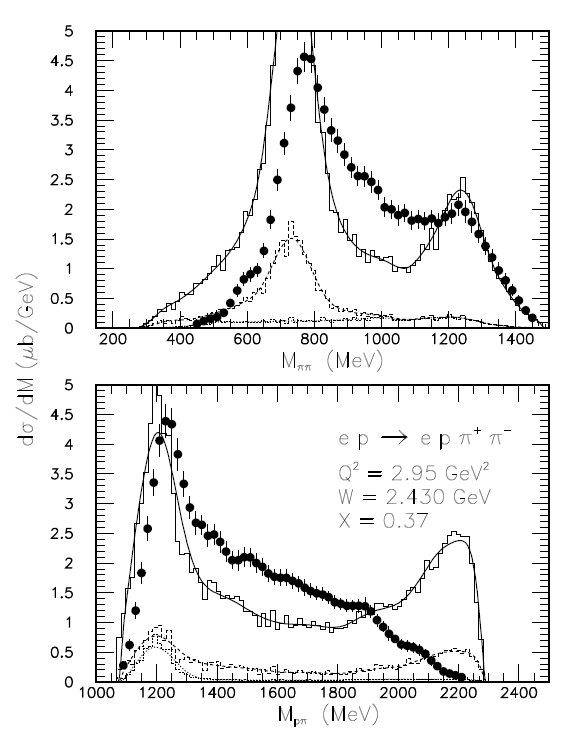 5
4.5
4
3.5
3
2.5
2
1.5
1
0.5
0
200 400 600 800 1000 1200 1400
M_ππ (MeV)
dσ/dM (μb/GeV)
5
4.5
4
3.5
3
2.5
2
1.5
1
0.5
0
e p → e p π⁺ π⁻
Q² = 2.95 GeV²
W = 2.430 GeV
X = 0.37
1000 1200 1400 1600 1800 2000 2200 2400
M_pπ (MeV)